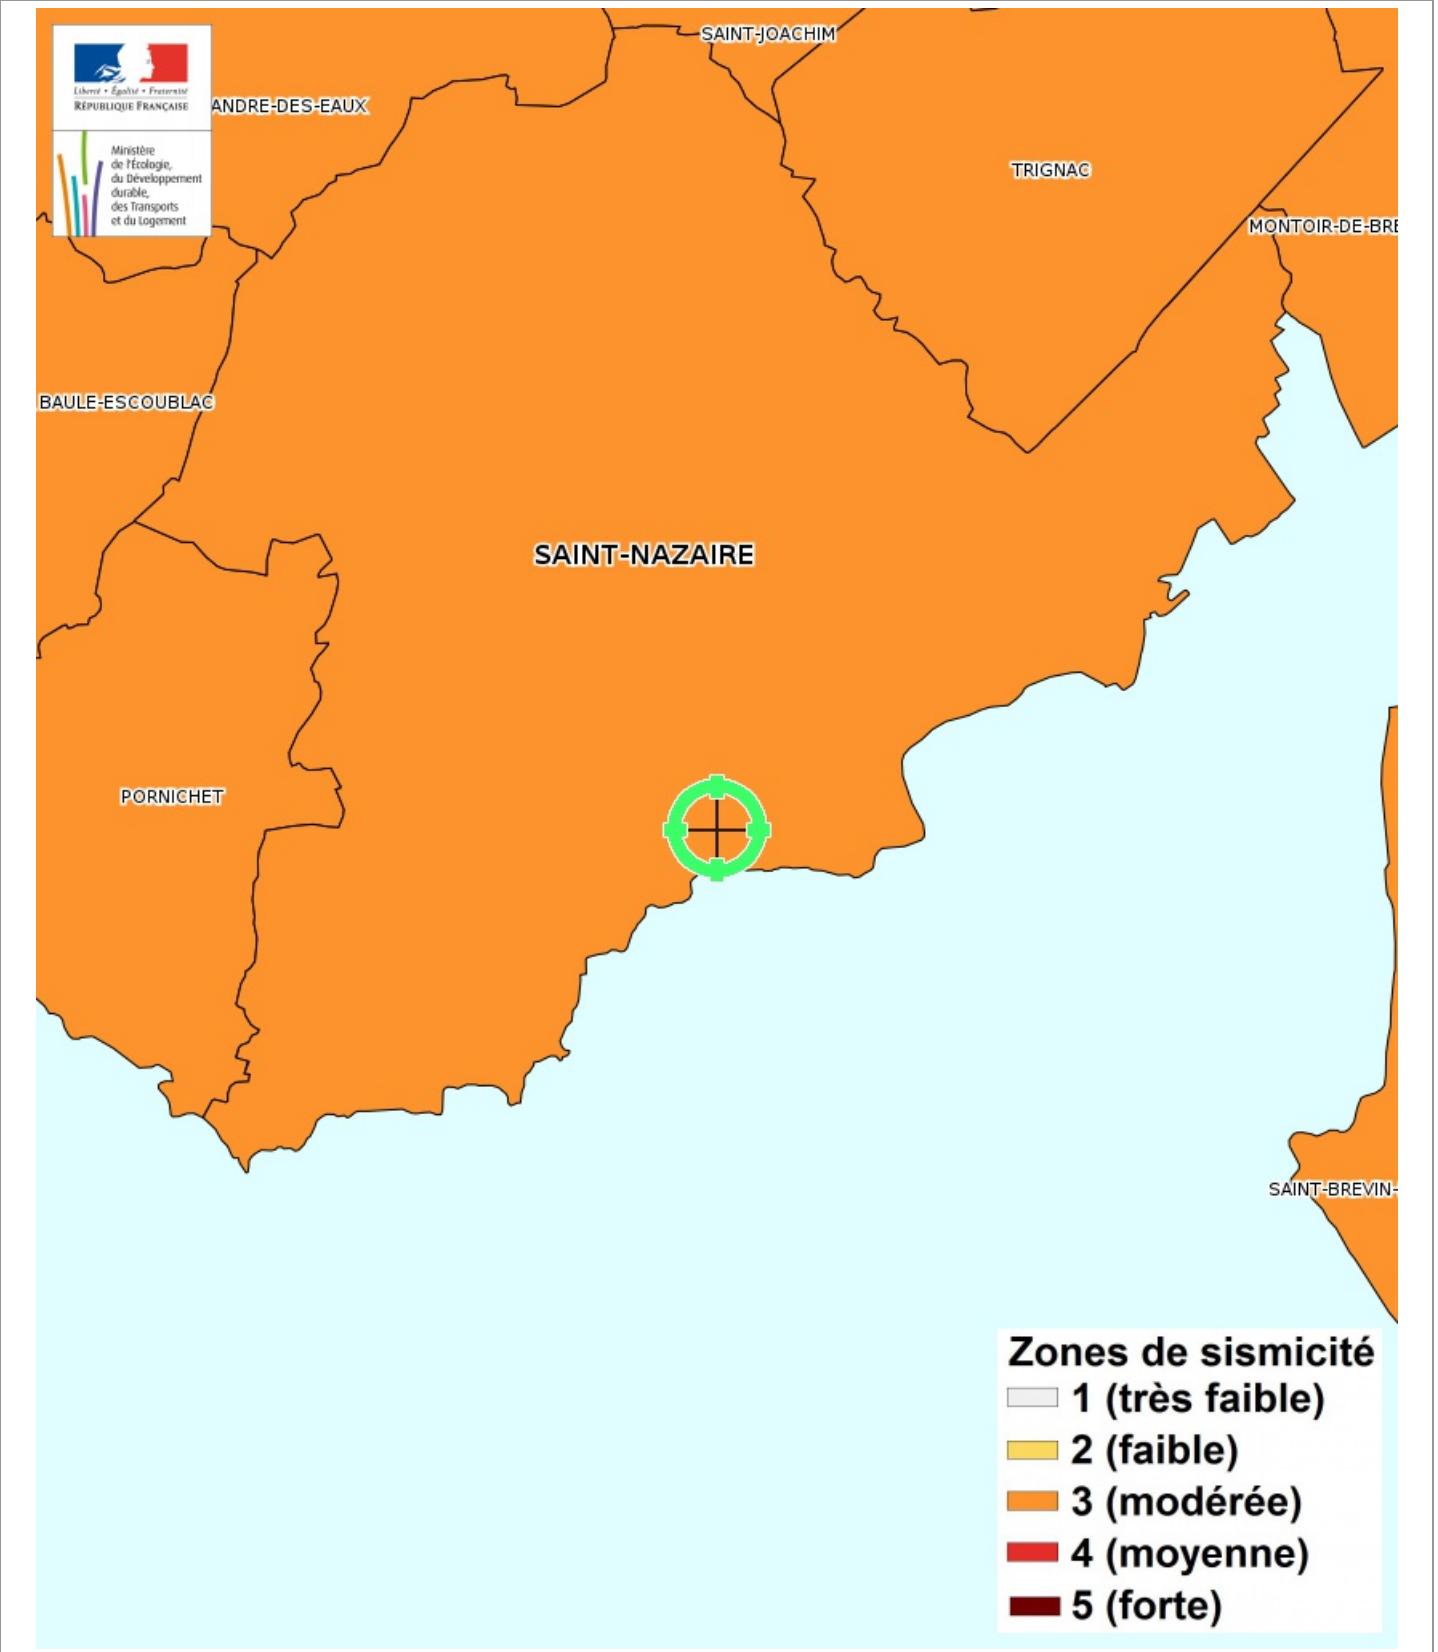 Liberté • Égalité • Fraternité
RÉPUBLIQUE FRANÇAISE
Ministère
de l'Écologie,
du Développement
durable,
des Transports
et du Logement
SAINT-JOACHIM
ANDRE-DES-EAUX
TRIGNAC
MONTOIR-DE-BRE
BAULE-ESCOUBLAC
SAINT-NAZAIRE
PORNICHET
SAINT-BREVIN-
Zones de sismicité
1 (très faible)
2 (faible)
3 (modérée)
4 (moyenne)
5 (forte)